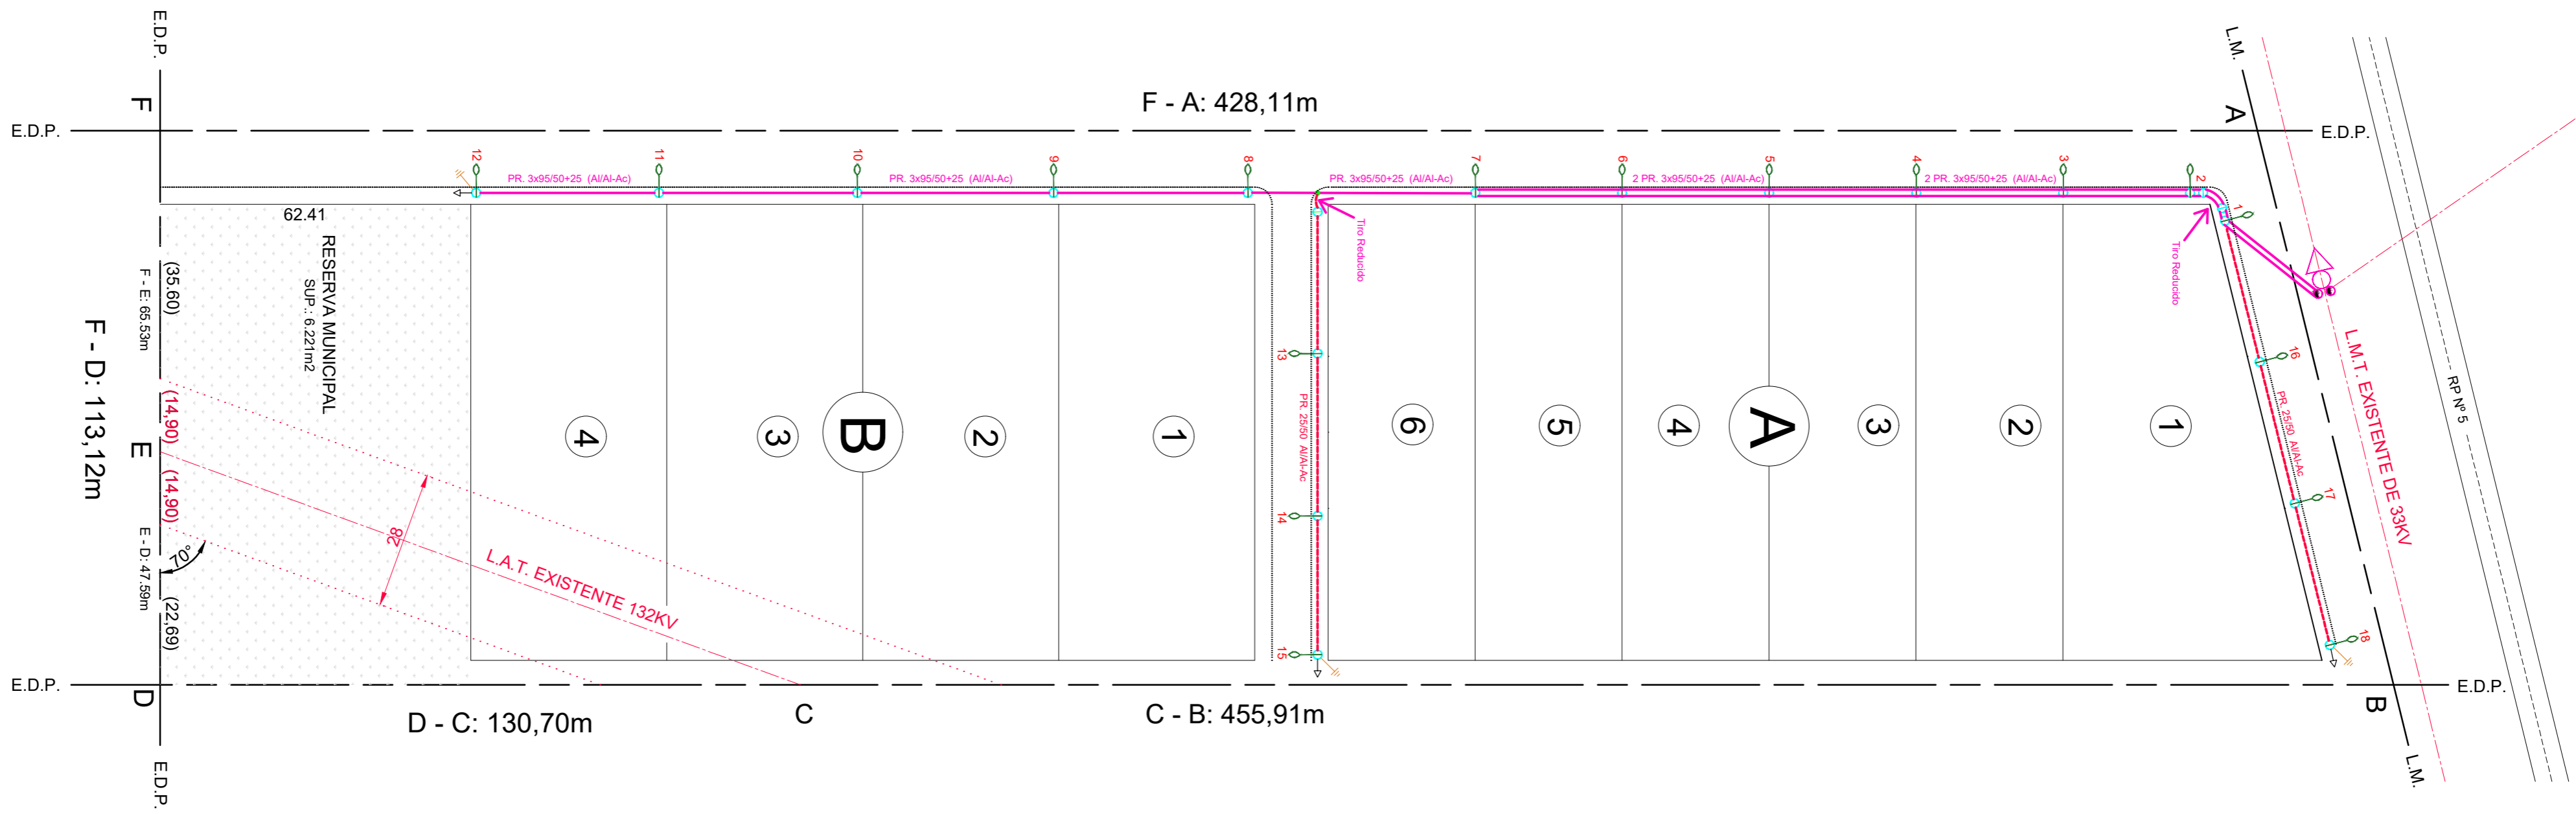 E.D.P.
L.M.
F - A: 428,11m
F
A
E.D.P.
E.D.P.
12
11
10
9
8
7
6
5
4
3
2
1
PR. 3x95/50+25 (Al/Al-Ac)
PR. 3x95/50+25 (Al/Al-Ac)
PR. 3x95/50+25 (Al/Al-Ac)
2 PR. 3x95/50+25 (Al/Al-Ac)
2 PR. 3x95/50+25 (Al/Al-Ac)
62.41
RESERVA MUNICIPAL
SUP.: 6.221m2
(35.60)
F - E: 65.53m
F - D: 113,12m
(14,90)
E
(14,90)
E - D: 47.59m
70°
(22,69)
28
L.A.T. EXISTENTE 132KV
4
3
B
2
1
Tiro Reducido
13
PR. 25/50 Al/Al-Ac
14
15
6
5
4
A
3
2
1
Tiro Reducido
16
PR. 25/50 Al/Al-Ac
17
18
L.M.T. EXISTENTE DE 33KV
RP Nº 5
E.D.P.
D
D - C: 130,70m
C
C - B: 455,91m
E.D.P.
B
E.D.P.
L.M.